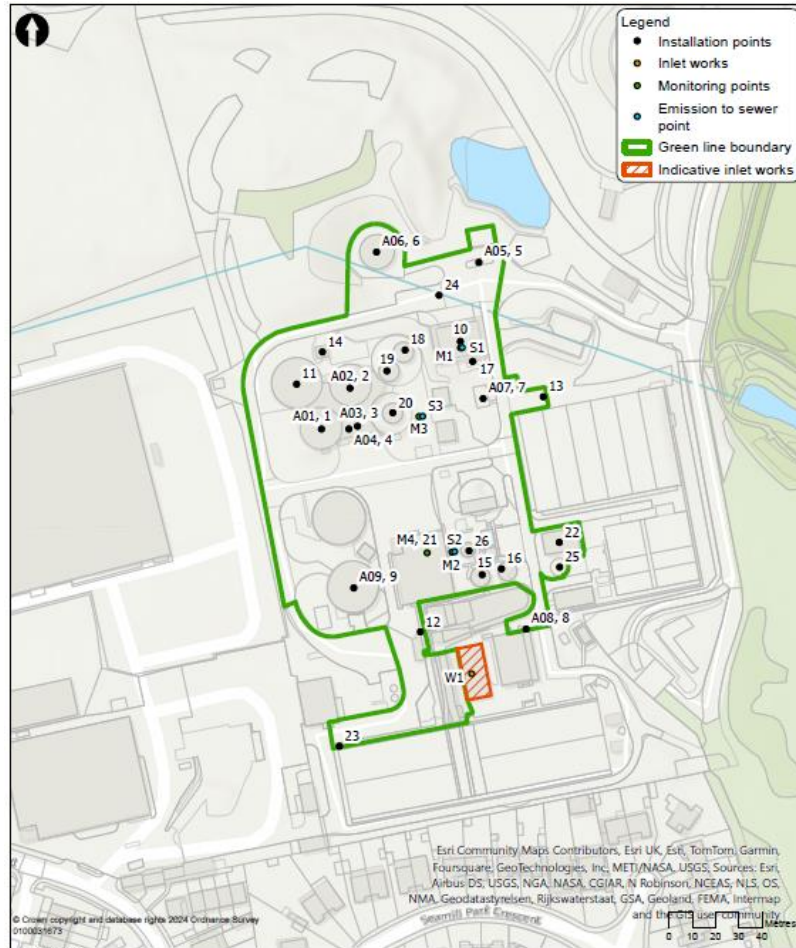 Legend
Installation points
Inlet works
Monitoring points
Emission to sewer
point
Green line boundary
Indicative inlet works
A06, 6
A05, 5
24
10
S1
M1
18
14
19
17
11
A02, 2
A07, 7
13
20
S3
A03, 3
M3
A01, 1
A04, 4
22
M4, 21
S2
26
M2
16
15
25
A09, 9
12
A08, 8
W1
23
Esri Community Maps Contributors, Esri UK, Esri, TomTom, Garmin,
Foursquare, GeoTechnologies, Inc, METI/NASA, USGS, Sources: Esri,
Airbus DS, USGS, NGA, NASA, CGIAR, N Robinson, NCEAS, NLS, OS,
NMA, Geodatastyrelsen, Rijkswaterstaat, GSA, Geoland, FEMA, Intermap
and the GIS user community
Seamill Park Crescent
© Crown copyright and database rights 2024 Ordnance Survey
0100031673
0 10 20 30 40
Metres